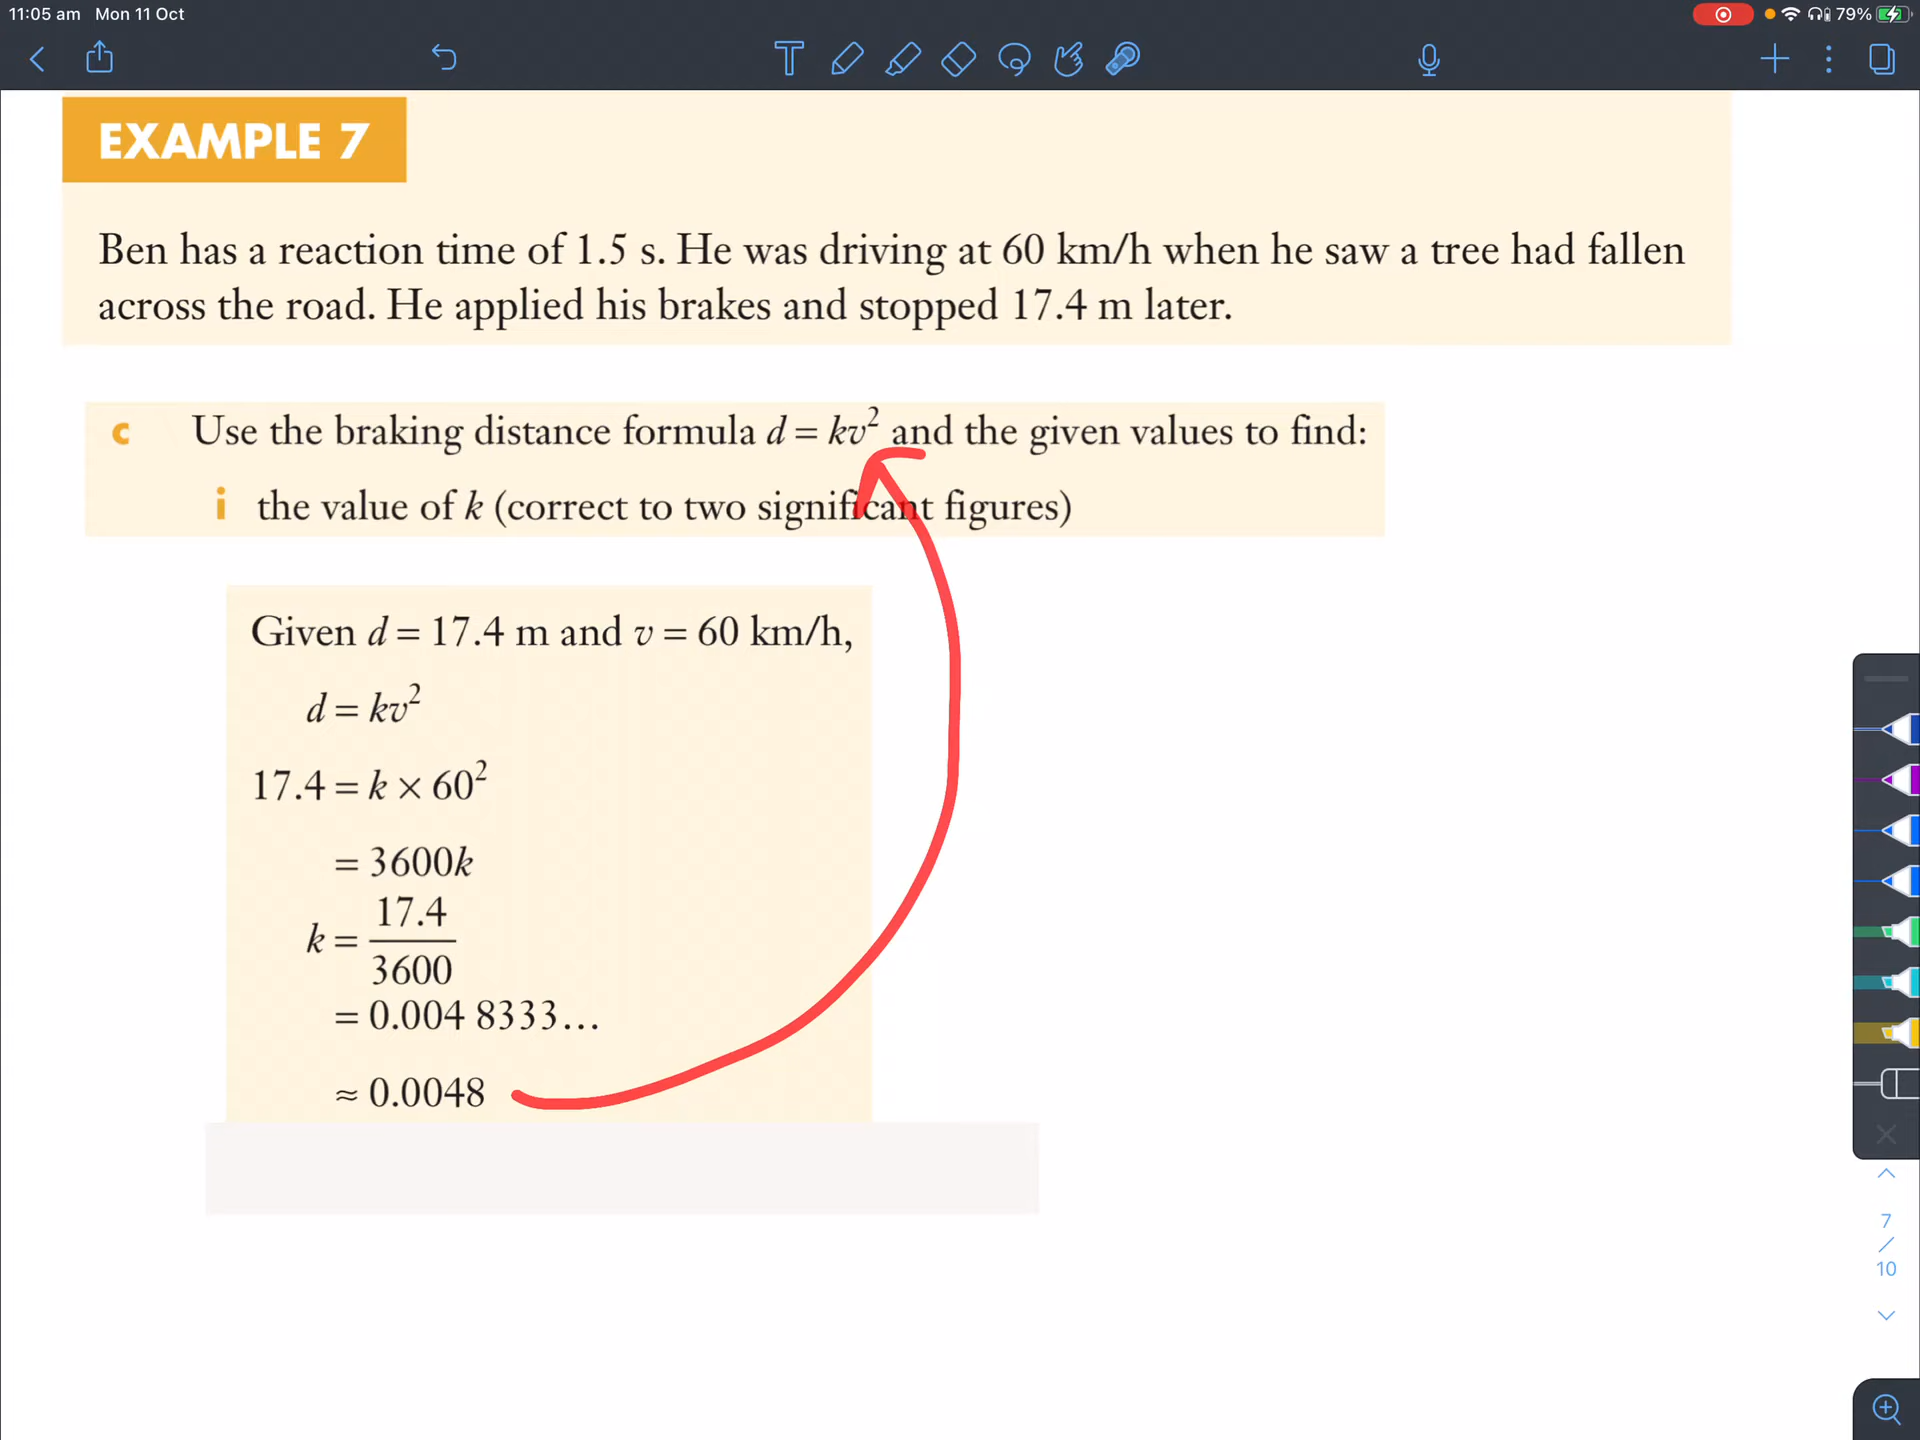 11:05 am Mon 11 Oct 79%
EXAMPLE 7
Ben has a reaction time of 1.5 s. He was driving at 60 km/h when he saw a tree had fallen
across the road. He applied his brakes and stopped 17.4 m later.
c Use the braking distance formula d = kv² and the given values to find:
i the value of k (correct to two significant figures)
Given d = 17.4 m and v = 60 km/h,
d = kv²
17.4 = k × 60²
= 3600k
k = 17.4/3600
= 0.004 8333...
≈ 0.0048
7
/
10